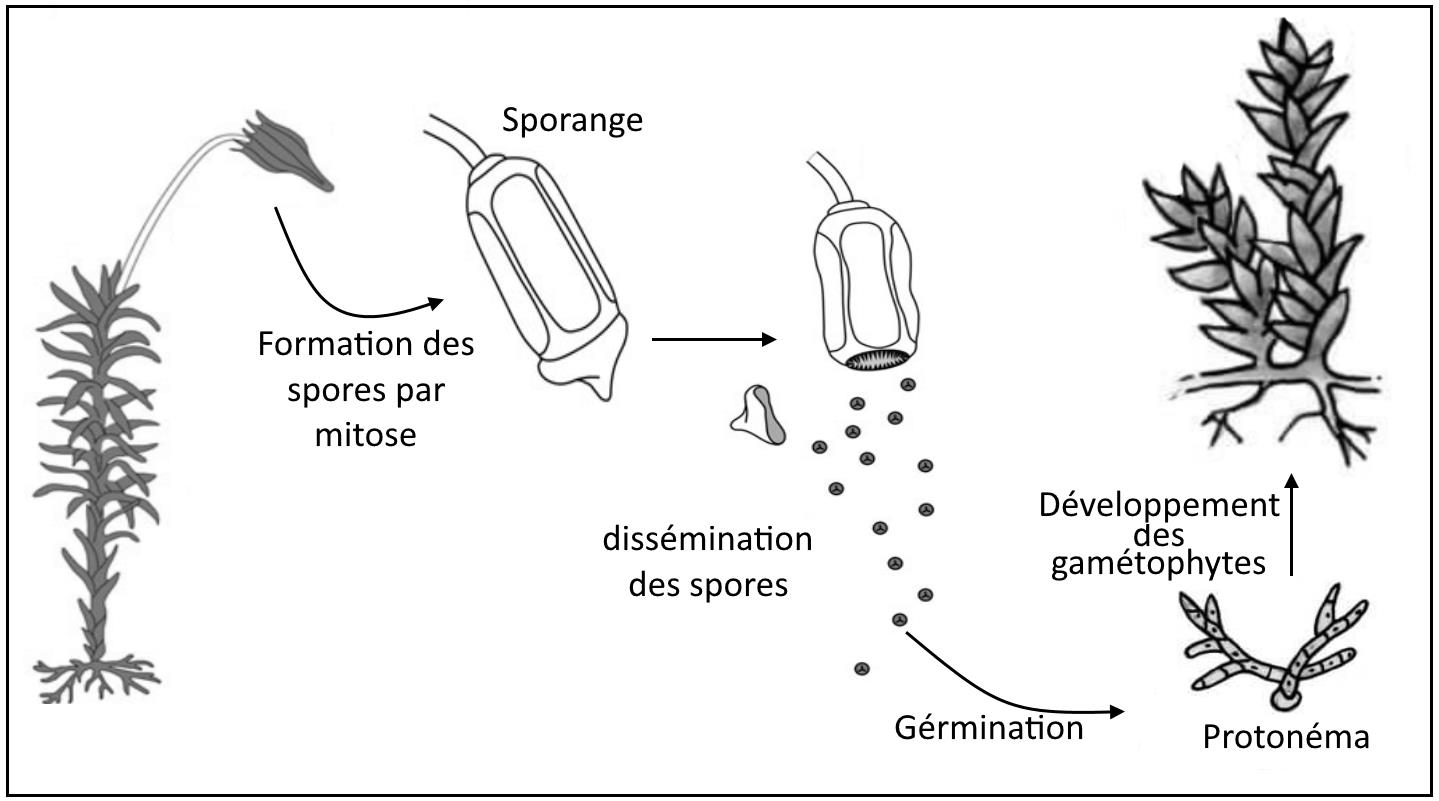 Sporange
Formation des
spores par
mitose
dissémination
des spores
Gérmination
Protonéma
Développement
des
gamétophytes